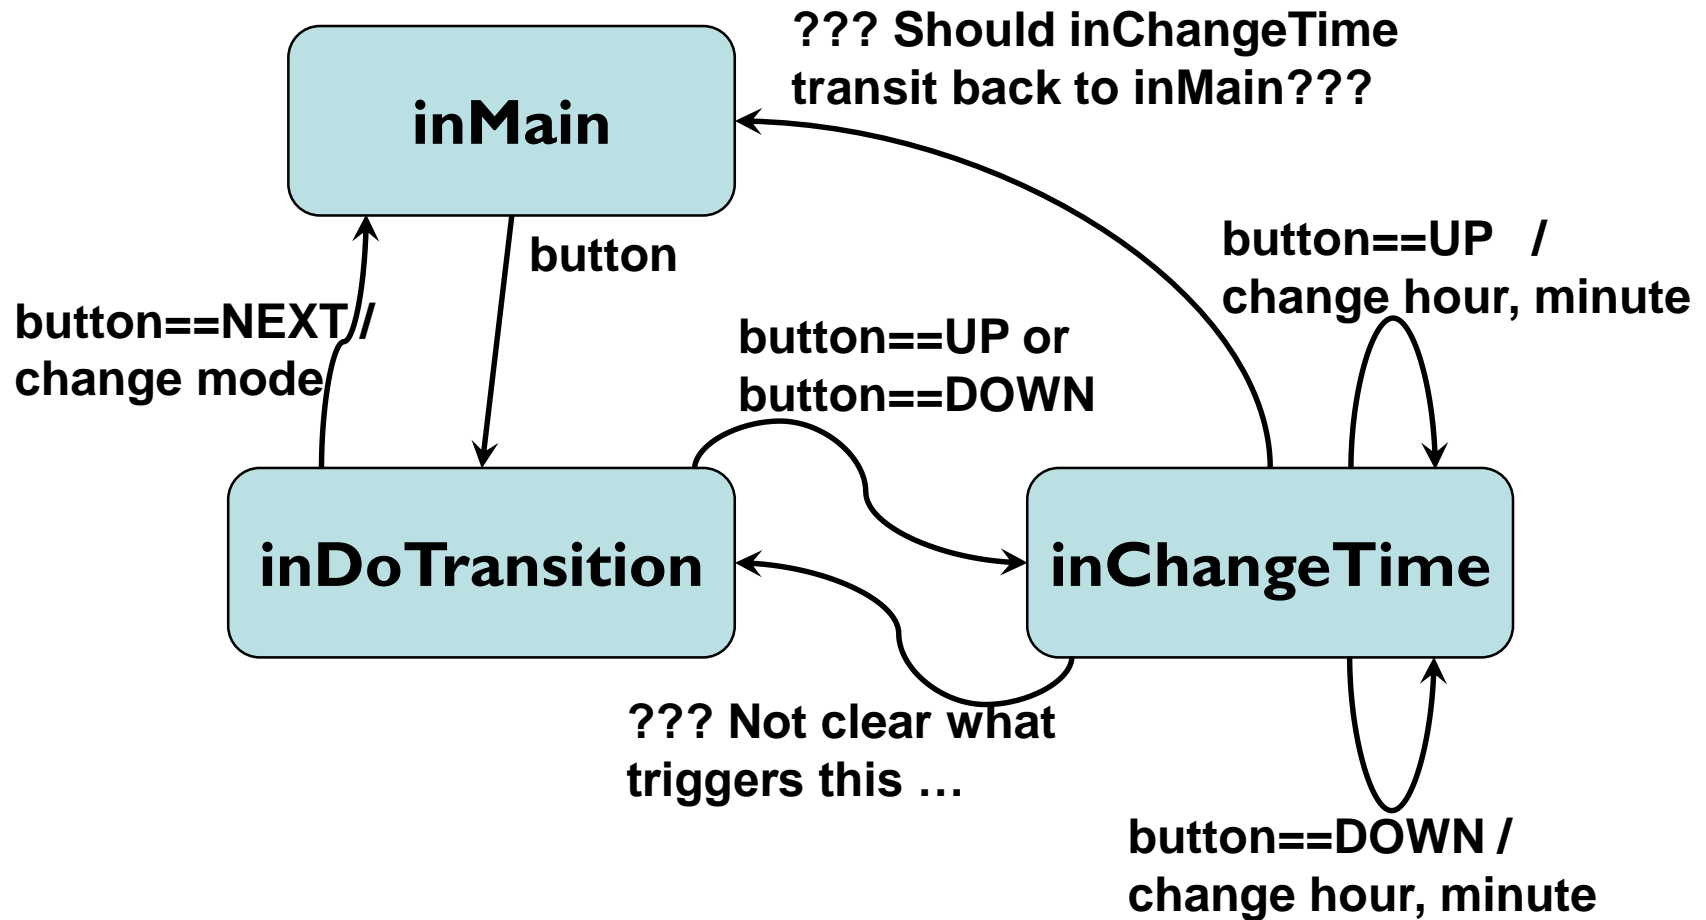 ??? Should inChangeTime
transit back to inMain???
inMain
button
button==UP /
change hour, minute
button==NEXT /
change mode
button==UP or
button==DOWN
inDoTransition
inChangeTime
??? Not clear what
triggers this …
button==DOWN /
change hour, minute